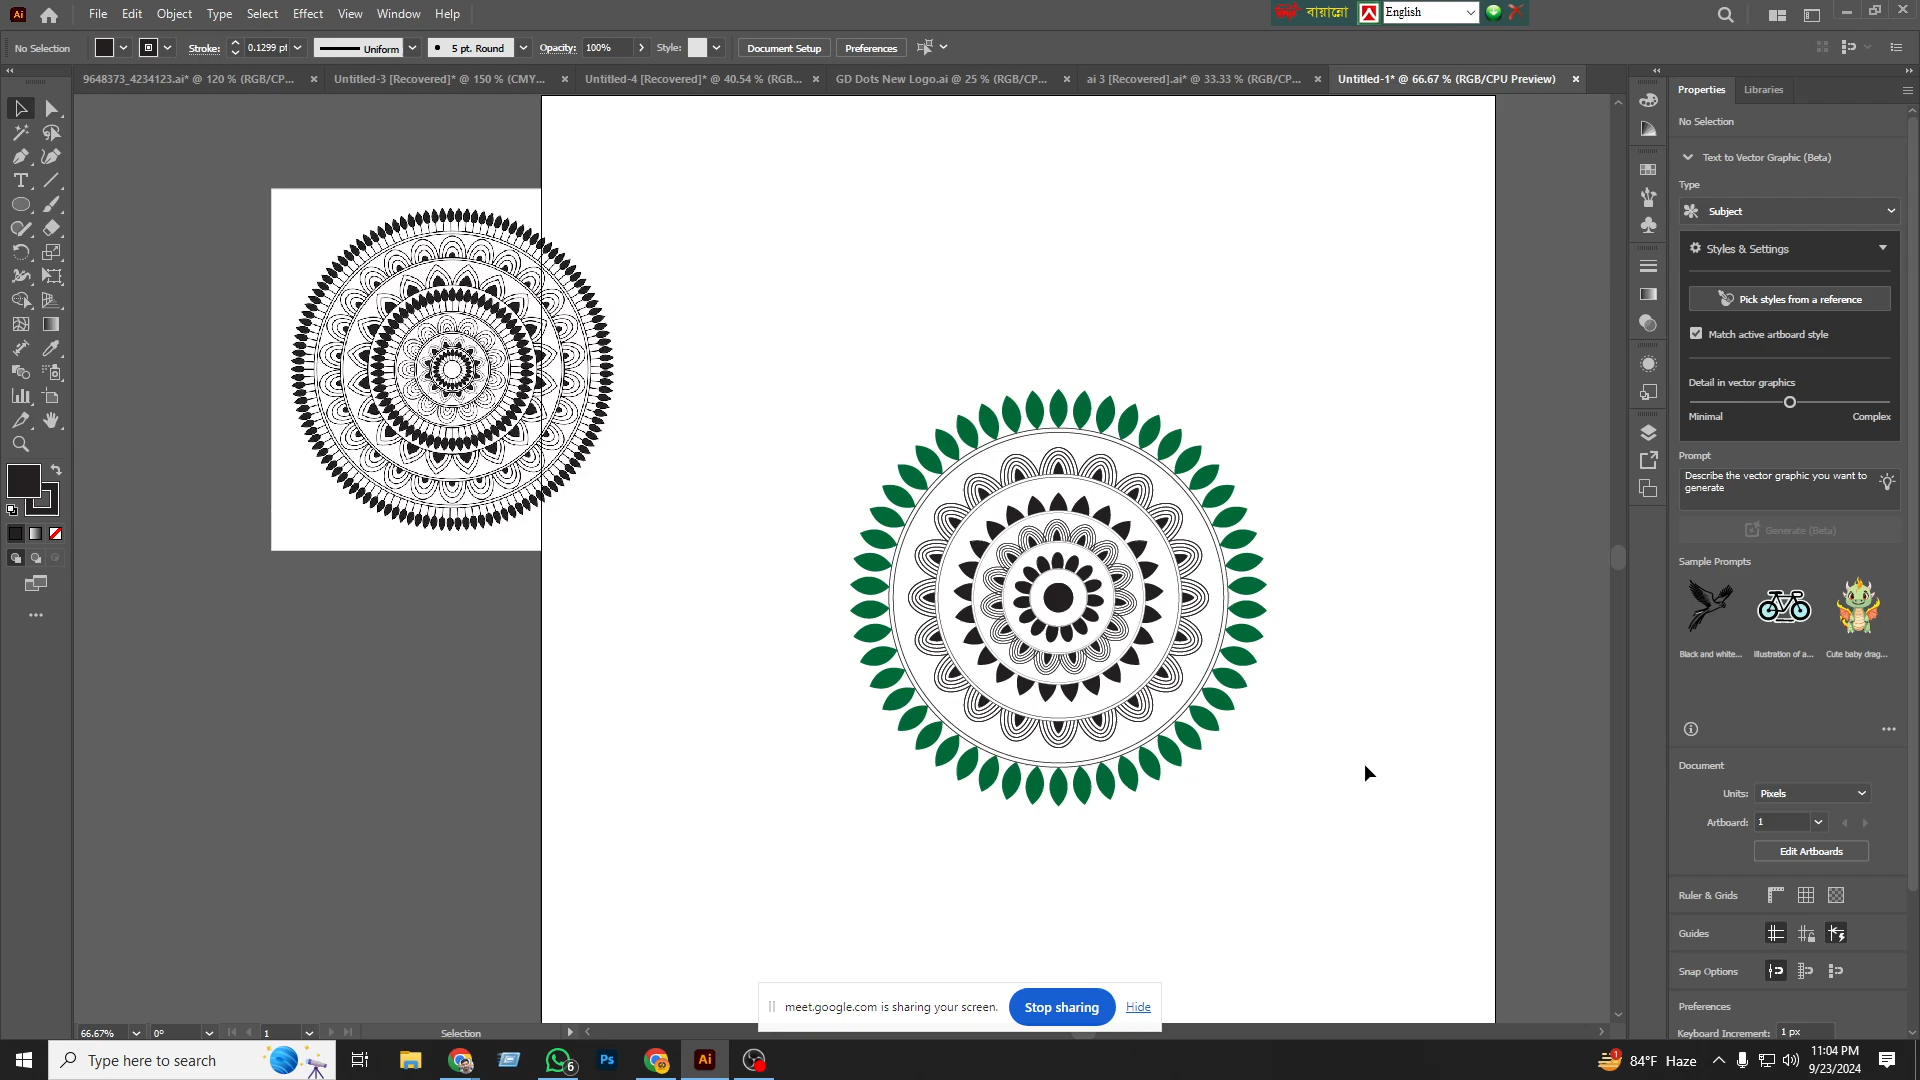 Ai File Edit Object Type Select Effect View Window Help
বায়ান্নো English
No Selection Stroke: 0.1299 pt Uniform 5 pt. Round Opacity: 100% Style: Document Setup Preferences
9648373_4234123.ai* @ 120 % (RGB/CP... Untitled-3 [Recovered]* @ 150 % (CMY... Untitled-4 [Recovered]* @ 40.54 % (RGB... GD Dots New Logo.ai @ 25 % (RGB/CP... ai 3 [Recovered].ai* @ 33.33 % (RGB/CP... Untitled-1* @ 66.67 % (RGB/CPU Preview)
Properties Libraries
No Selection
Text to Vector Graphic (Beta)
Type
Subject
Styles & Settings
Pick styles from a reference
Match active artboard style
Detail in vector graphics
Minimal Complex
Prompt
Describe the vector graphic you want to
generate
Generate (Beta)
Sample Prompts
Black and white... Illustration of a... Cute baby drag...
Document
Units: Pixels
Artboard: 1
Edit Artboards
Ruler & Grids
Guides
Snap Options
Preferences
Keyboard Increment: 1 px
meet.google.com is sharing your screen. Stop sharing Hide
66.67% 0° 1 Selection
Type here to search
6 Ps Ai
1 84°F Haze
11:04 PM
9/23/2024